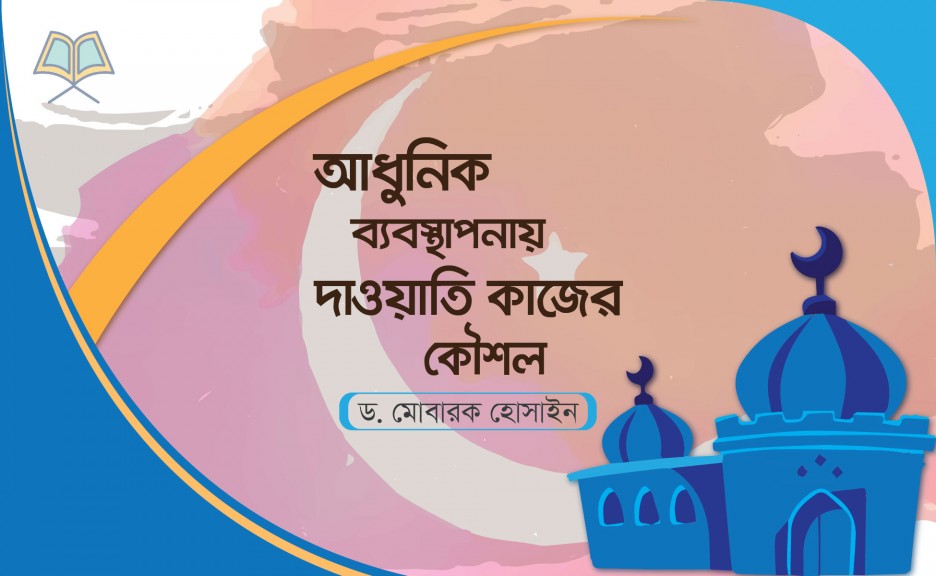 আধুনিক
ব্যবস্থাপনায়
দাওয়াতি কাজের
কৌশল
ড. মোবারক হোসাইন